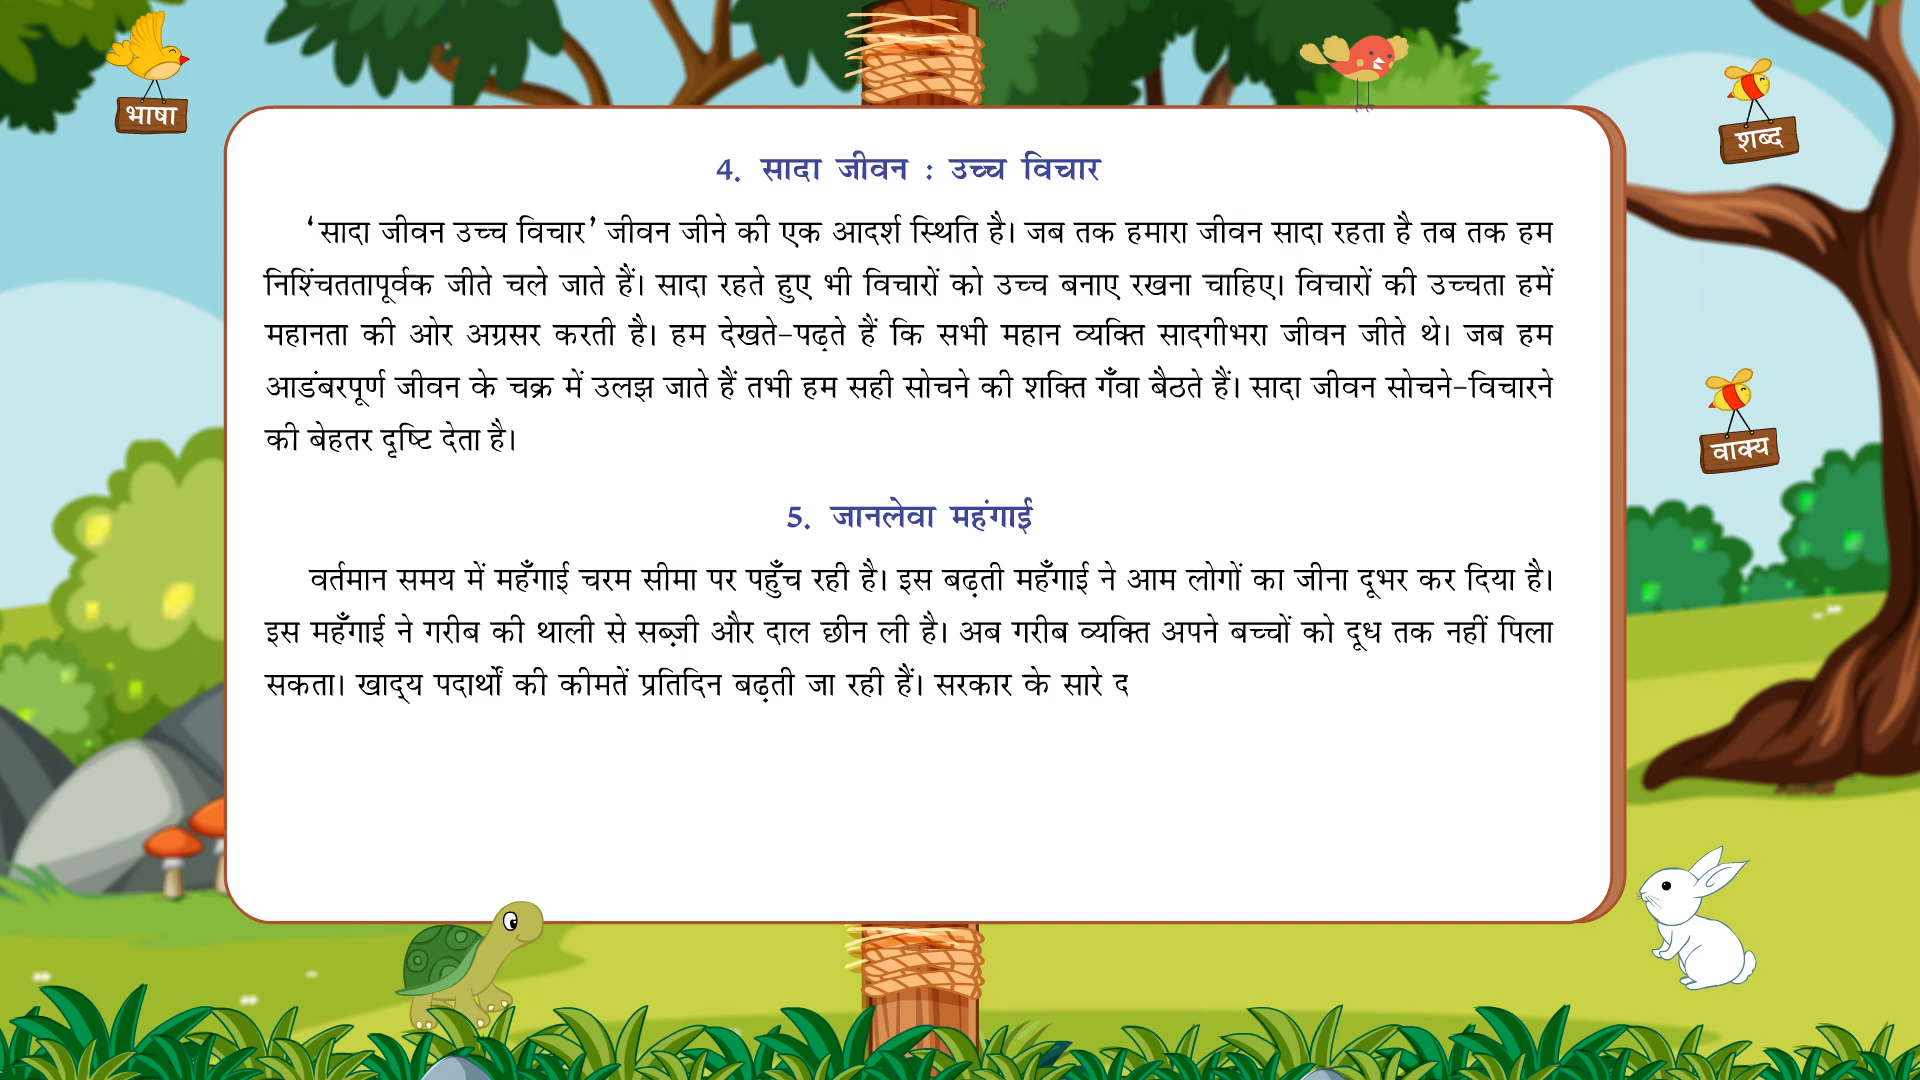 भाषा
शब्द
वाक्य
4. सादा जीवन : उच्च विचार
‘सादा जीवन उच्च विचार’ जीवन जीने की एक आदर्श स्थिति है। जब तक हमारा जीवन सादा रहता है तब तक हम
निश्चिंततापूर्वक जीते चले जाते हैं। सादा रहते हुए भी विचारों को उच्च बनाए रखना चाहिए। विचारों की उच्चता हमें
महानता की ओर अग्रसर करती है। हम देखते-पढ़ते हैं कि सभी महान व्यक्ति सादगीभरा जीवन जीते थे। जब हम
आडंबरपूर्ण जीवन के चक्र में उलझ जाते हैं तभी हम सही सोचने की शक्ति गँवा बैठते हैं। सादा जीवन सोचने-विचारने
की बेहतर दृष्टि देता है।
5. जानलेवा महंगाई
वर्तमान समय में महँगाई चरम सीमा पर पहुँच रही है। इस बढ़ती महँगाई ने आम लोगों का जीना दूभर कर दिया है।
इस महँगाई ने गरीब की थाली से सब्ज़ी और दाल छीन ली है। अब गरीब व्यक्ति अपने बच्चों को दूध तक नहीं पिला
सकता। खाद्‌य पदार्थों की कीमतें प्रतिदिन बढ़ती जा रही हैं। सरकार के सारे द